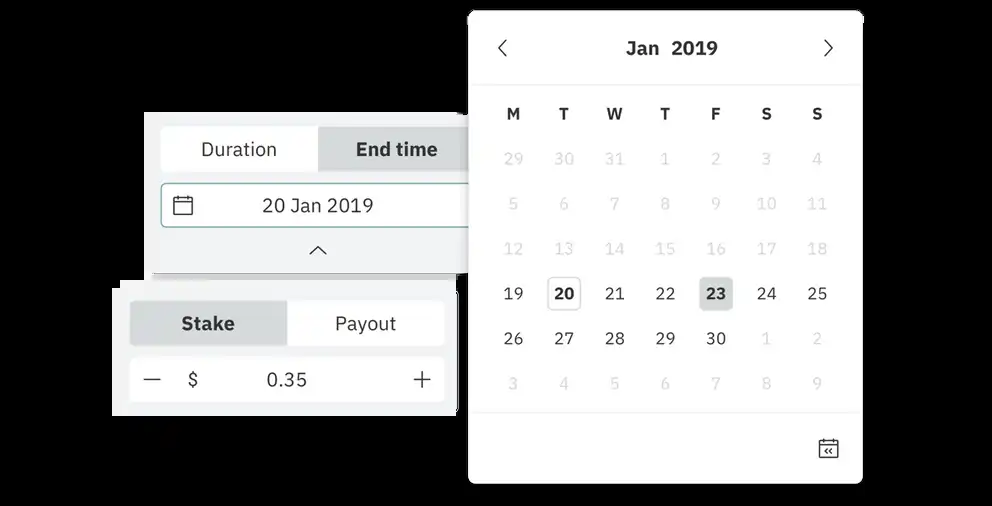 Duration End time
20 Jan 2019
Stake Payout
$ 0.35
Jan 2019
M T W T F S S
29 30 31 1 2 3 4
5 6 7 8 9 10 11
12 13 14 15 16 17 18
19 20 21 22 23 24 25
26 27 28 29 30 1 2
3 4 5 6 7 8 9